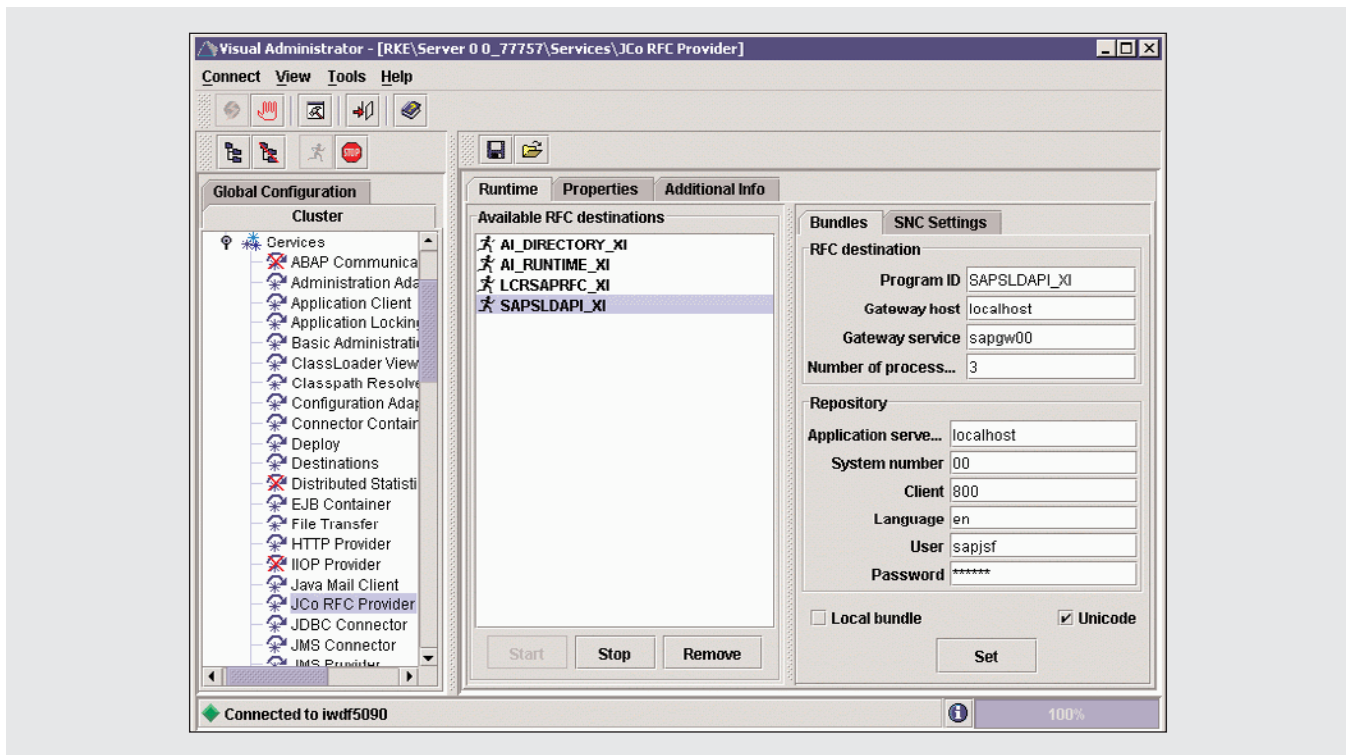 Visual Administrator - [RKE\Server 0 0_77757\Services\JCo RFC Provider]
Connect View Tools Help
STOP
Global Configuration
Cluster
Services
ABAP Communica
Administration Ada
Application Client
Application Locking
Basic Administratio
ClassLoader View
Classpath Resolve
Configuration Adap
Connector Contain
Deploy
Destinations
Distributed Statisti
EJB Container
File Transfer
HTTP Provider
IIOP Provider
Java Mail Client
JCo RFC Provider
JDBC Connector
JMS Connector
JMS Provider
Runtime Properties Additional Info
Available RFC destinations
AI_DIRECTORY_XI
AI_RUNTIME_XI
LCRSAPRFC_XI
SAPSLDAPI_XI
Start Stop Remove
Bundles SNC Settings
RFC destination
Program ID SAPSLDAPI_XI
Gateway host localhost
Gateway service sapgw00
Number of process... 3
Repository
Application serve... localhost
System number 00
Client 800
Language en
User sapjsf
Password ******
Local bundle Unicode
Set
Connected to iwdf5090
100%